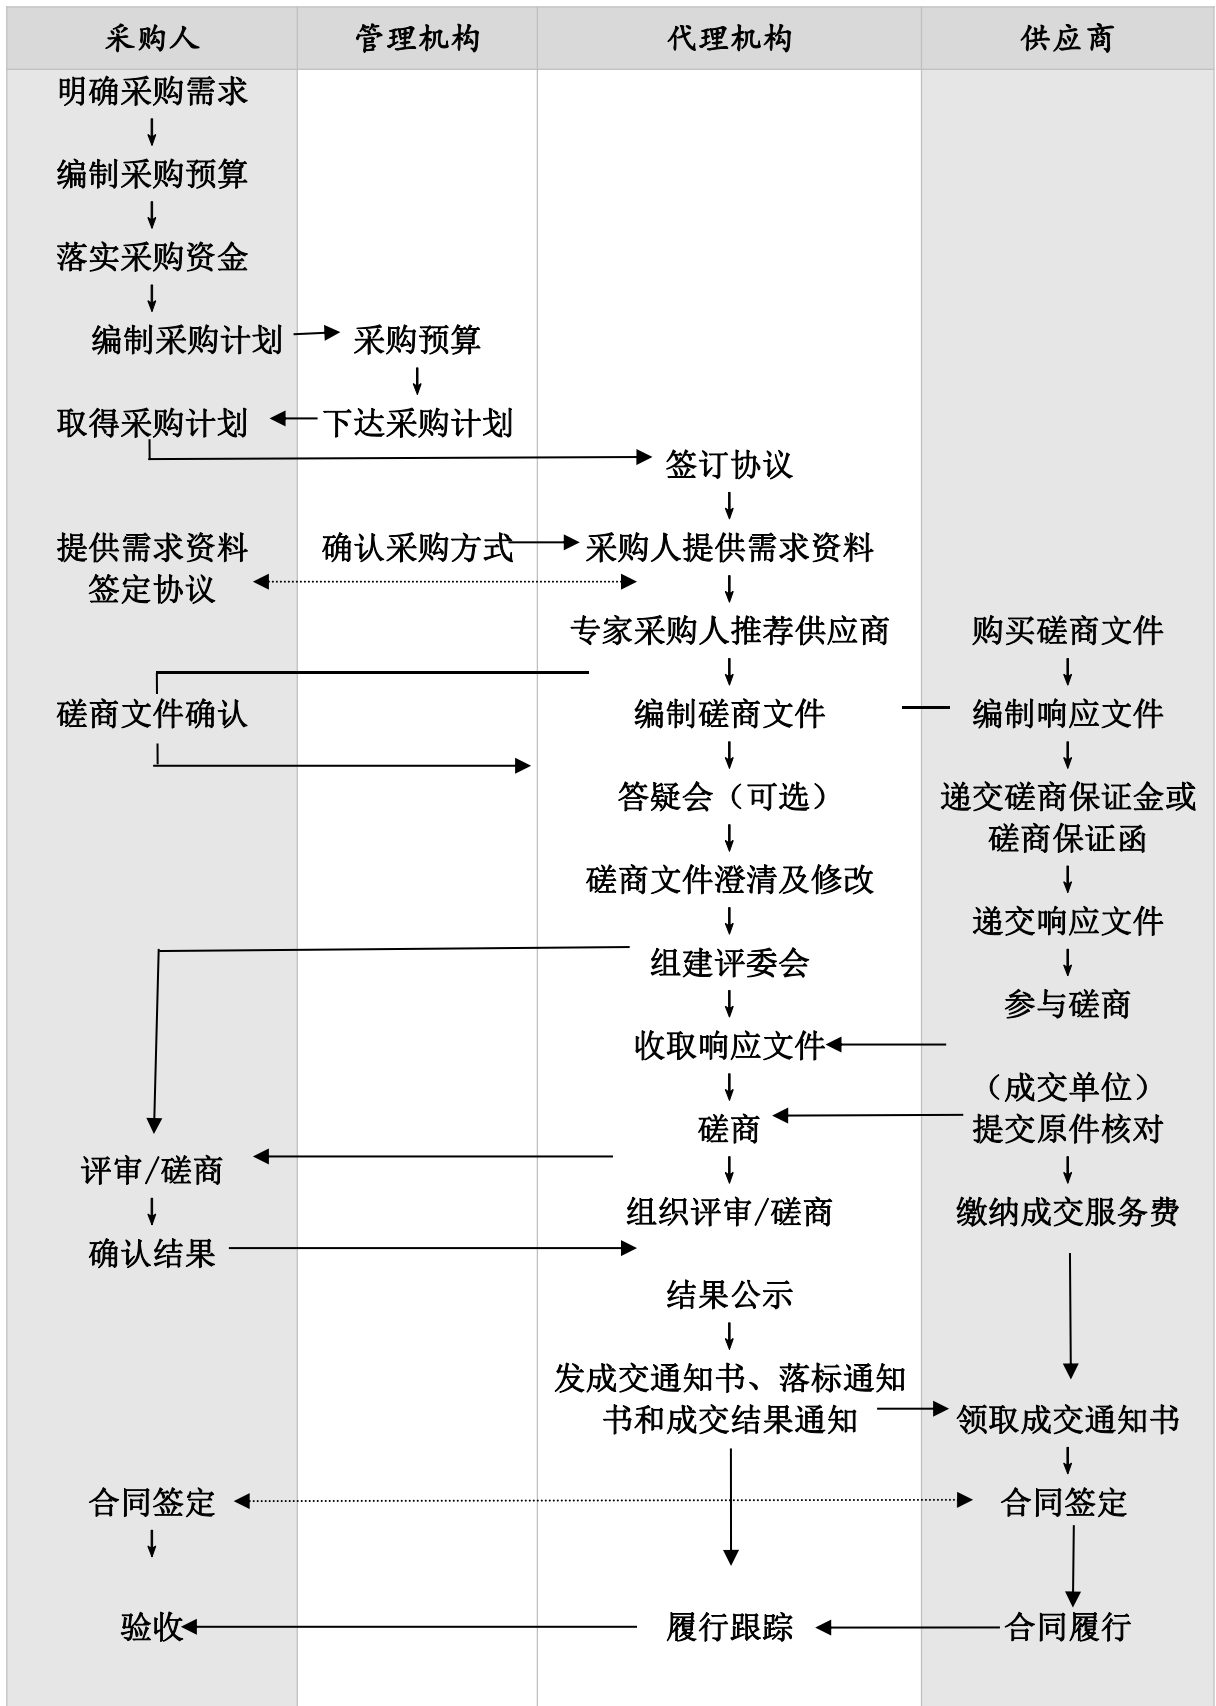 采购人 管理机构 代理机构 供应商
明确采购需求
编制采购预算
落实采购资金
编制采购计划 采购预算
取得采购计划 下达采购计划
签订协议
提供需求资料 确认采购方式 采购人提供需求资料
签定协议
专家采购人推荐供应商 购买磋商文件
磋商文件确认 编制磋商文件 编制响应文件
答疑会（可选） 递交磋商保证金或
磋商保证函
磋商文件澄清及修改
递交响应文件
组建评委会
参与磋商
收取响应文件
（成交单位）
磋商 提交原件核对
评审/磋商
组织评审/磋商 缴纳成交服务费
确认结果
结果公示
发成交通知书、落标通知
书和成交结果通知 领取成交通知书
合同签定 合同签定
验收 履行跟踪 合同履行